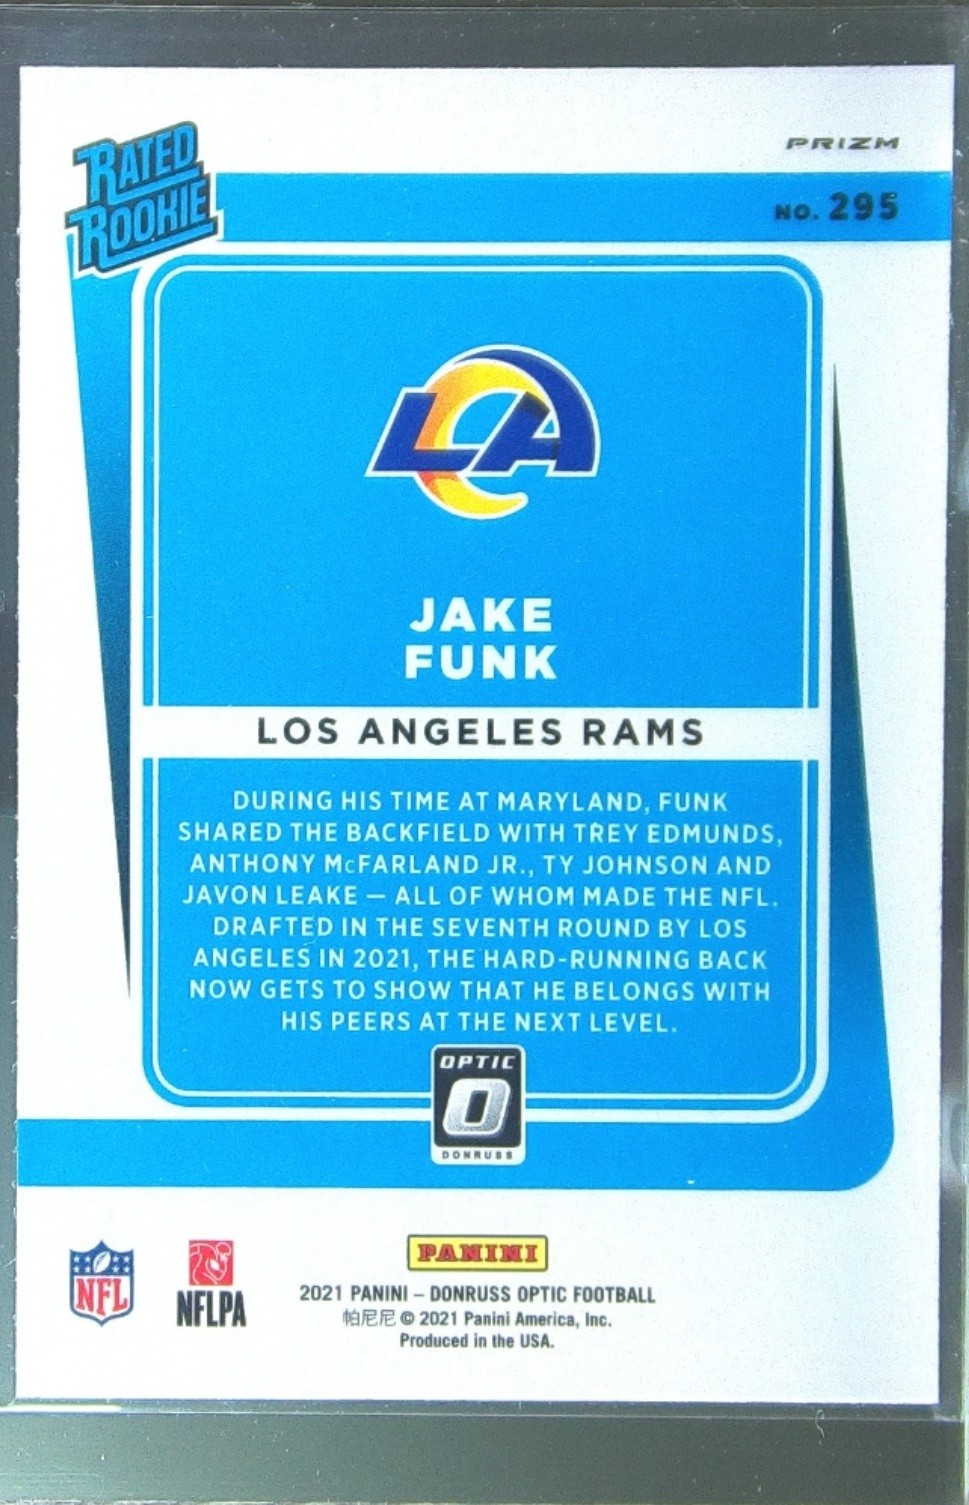 RATED
ROOKIE
PRIZM
NO. 295
LA
JAKE
FUNK
LOS ANGELES RAMS
DURING HIS TIME AT MARYLAND, FUNK
SHARED THE BACKFIELD WITH TREY EDMUNDS,
ANTHONY McFARLAND JR., TY JOHNSON AND
JAVON LEAKE — ALL OF WHOM MADE THE NFL.
DRAFTED IN THE SEVENTH ROUND BY LOS
ANGELES IN 2021, THE HARD-RUNNING BACK
NOW GETS TO SHOW THAT HE BELONGS WITH
HIS PEERS AT THE NEXT LEVEL.
OPTIC
O
DONRUSS
NFL
NFLPA
PANINI
2021 PANINI – DONRUSS OPTIC FOOTBALL
帕尼尼 © 2021 Panini America, Inc.
Produced in the USA.